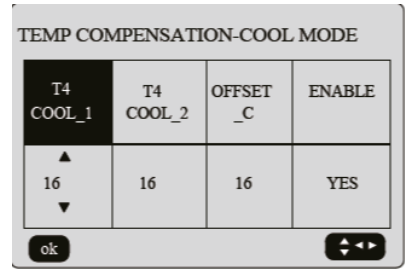 TEMP COMPENSATION-COOL MODE
T4 COOL_1
T4 COOL_2
OFFSET _C
ENABLE
16
16
16
YES
ok